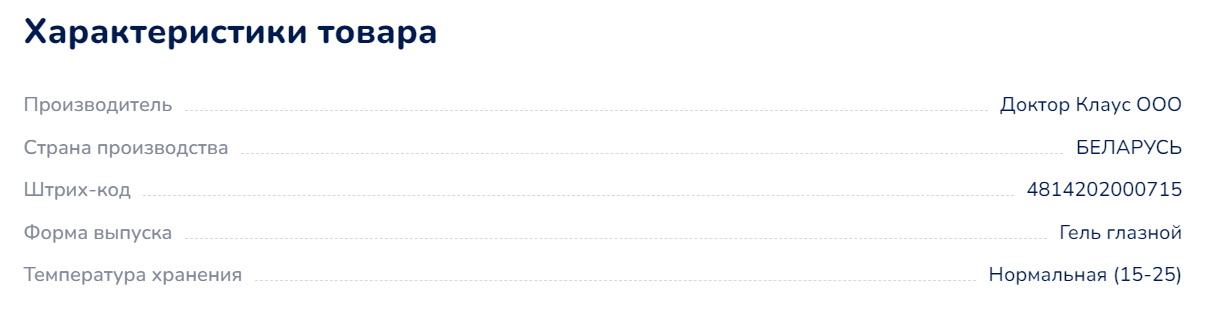 Характеристики товара
Производитель Доктор Клаус ООО
Страна производства БЕЛАРУСЬ
Штрих-код 4814202000715
Форма выпуска Гель глазной
Температура хранения Нормальная (15-25)